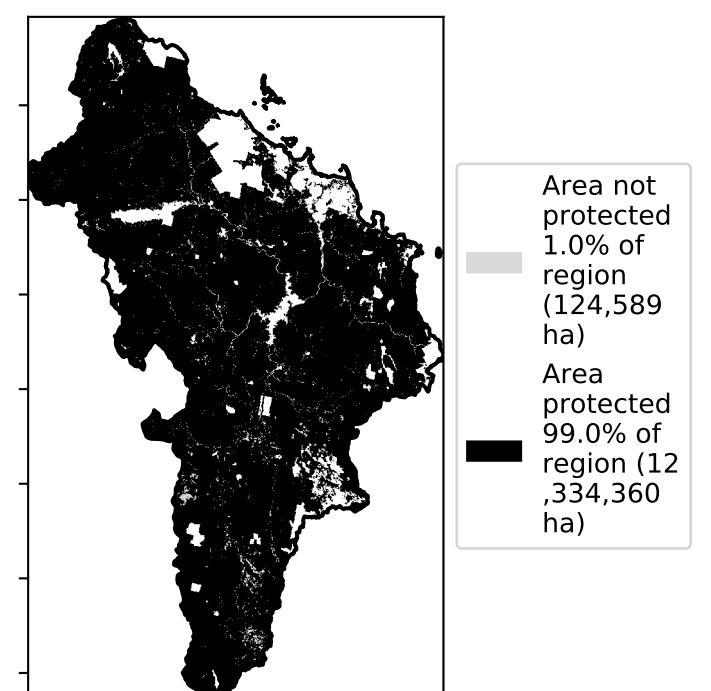 Area not
protected
1.0% of
region
(124,589
ha)
Area
protected
99.0% of
region (12
,334,360
ha)